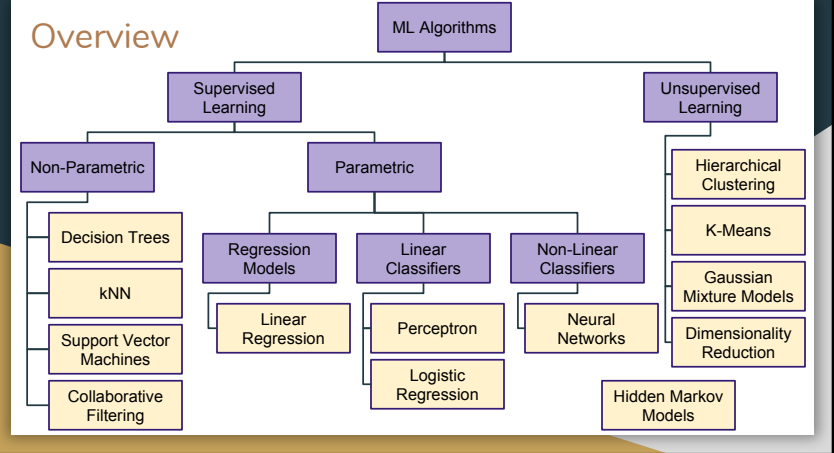 Overview
ML Algorithms
Supervised
Learning
Unsupervised
Learning
Non-Parametric
Parametric
Decision Trees
kNN
Support Vector
Machines
Collaborative
Filtering
Regression
Models
Linear
Regression
Linear
Classifiers
Perceptron
Logistic
Regression
Non-Linear
Classifiers
Neural
Networks
Hierarchical
Clustering
K-Means
Gaussian
Mixture Models
Dimensionality
Reduction
Hidden Markov
Models